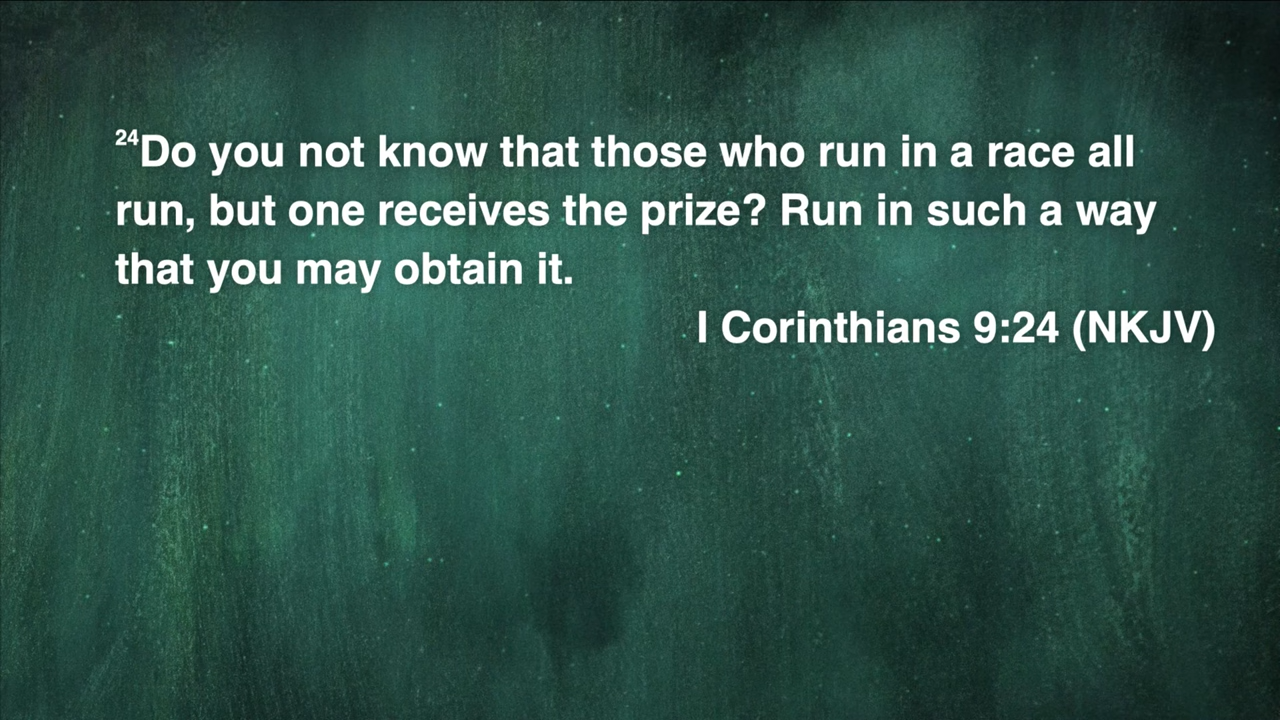 24Do you not know that those who run in a race all
run, but one receives the prize? Run in such a way
that you may obtain it.
I Corinthians 9:24 (NKJV)